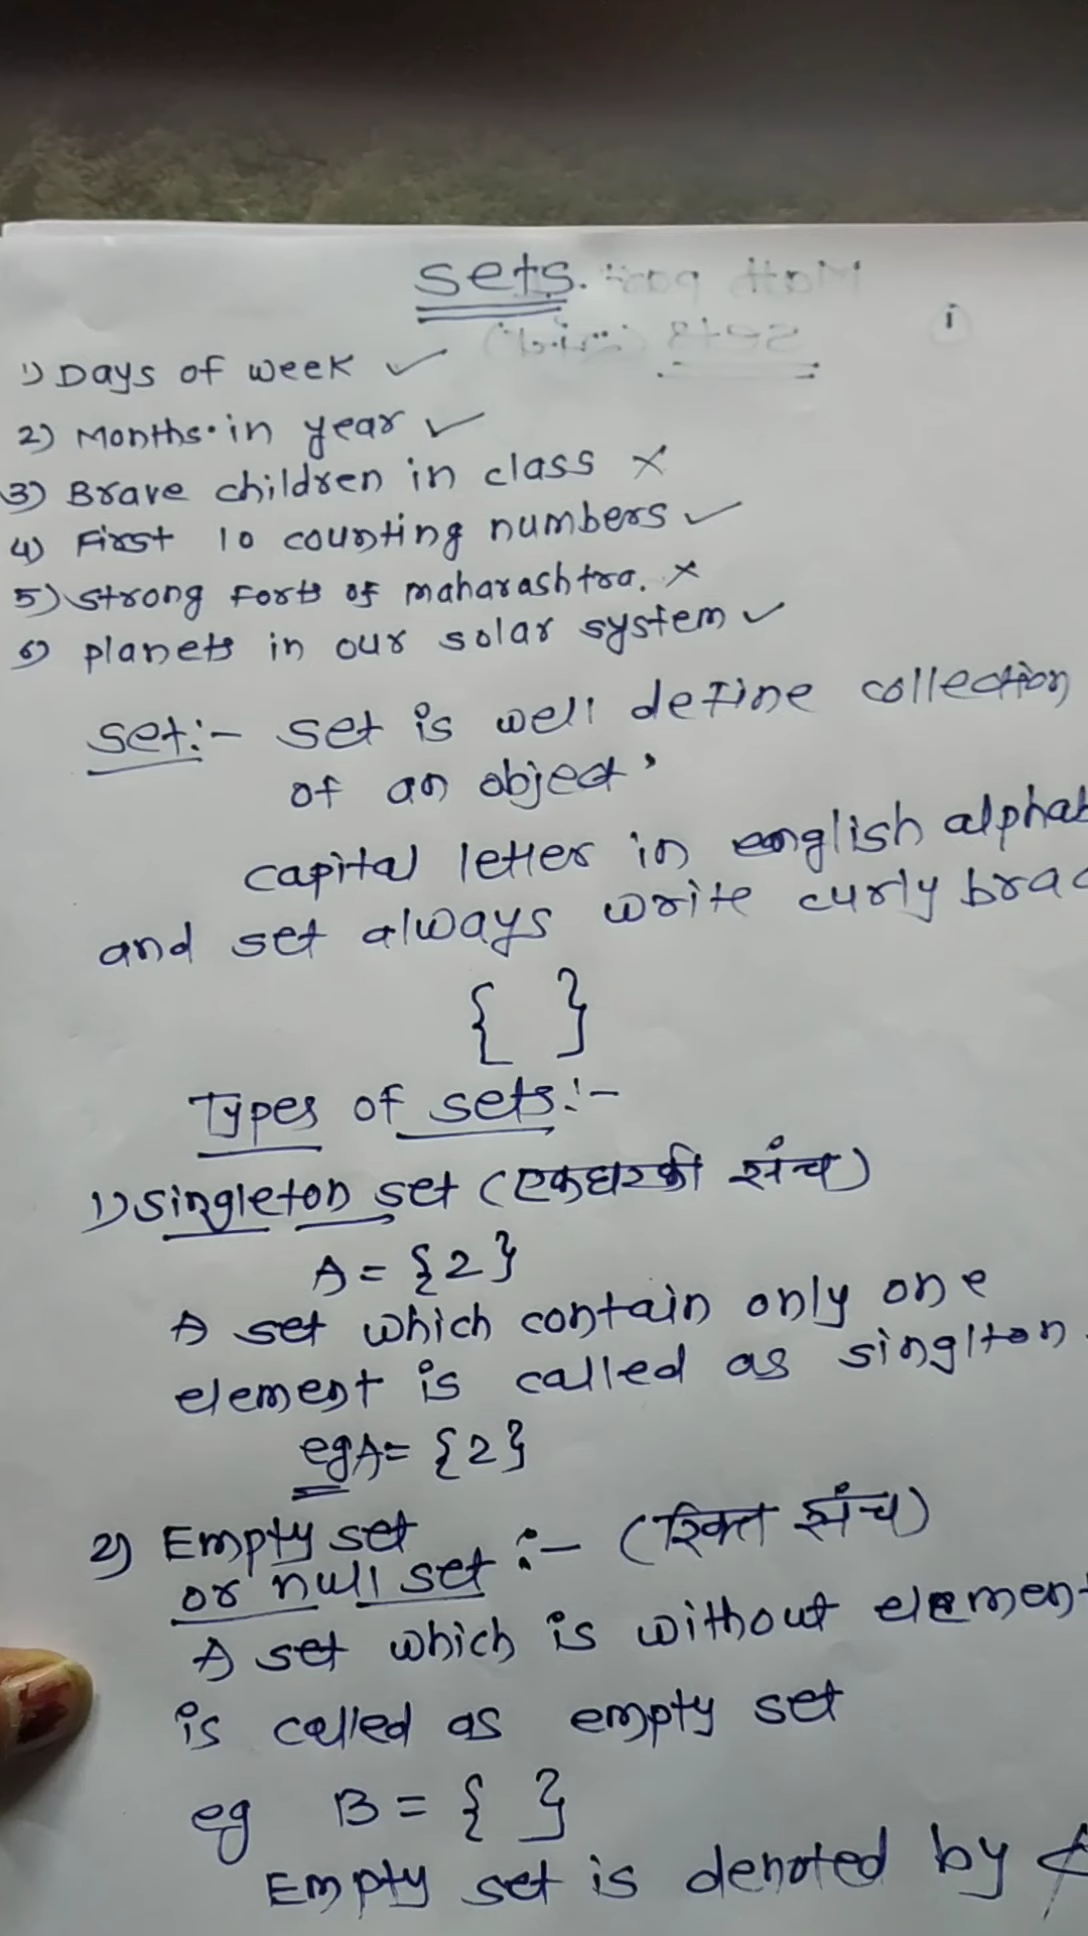 Sets.
1) Days of week ✓
2) Months in year ✓
3) Brave children in class ×
4) First 10 counting numbers ✓
5) strong Forts of maharashtra. ×
6) planets in our solar system ✓
set:- set is well define collection
of an object'
capital letter in english alphab
and set always write curly brac
{ }
Types of sets:-
1) singleton set (एकघटकी संच)
A = {2}
A set which contain only one
element is called as singlton
eg A = {2}
2) Empty set
or null set :- (रिक्त संच)
A set which is without element
is called as empty set
eg B = { }
Empty set is denoted by